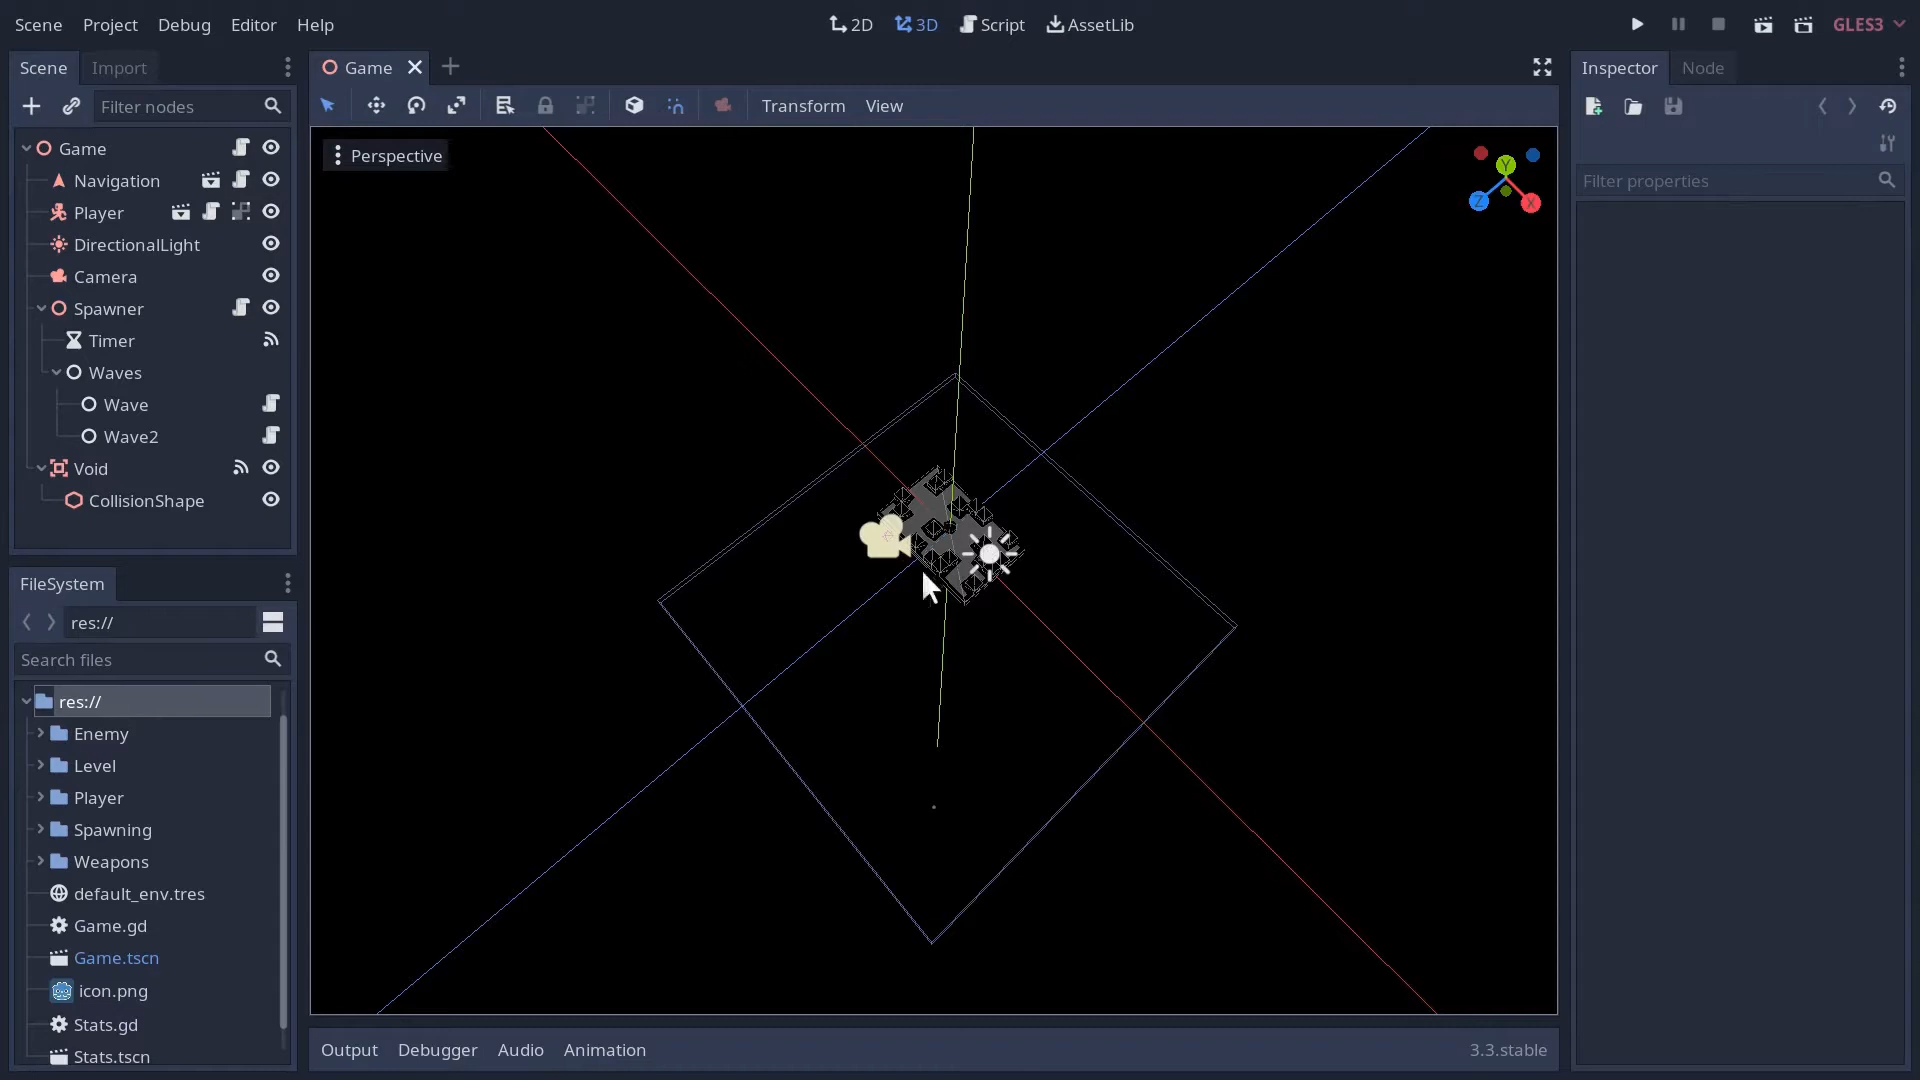 Scene Project Debug Editor Help
2D 3D Script AssetLib
GLES3
Scene Import
Filter nodes
Game
Navigation
Player
DirectionalLight
Camera
Spawner
Timer
Waves
Wave
Wave2
Void
CollisionShape
FileSystem
res://
Search files
res://
Enemy
Level
Player
Spawning
Weapons
default_env.tres
Game.gd
Game.tscn
icon.png
Stats.gd
Stats.tscn
Game
Transform View
Perspective
Y
Z X
Output Debugger Audio Animation 3.3.stable
Inspector Node
Filter properties